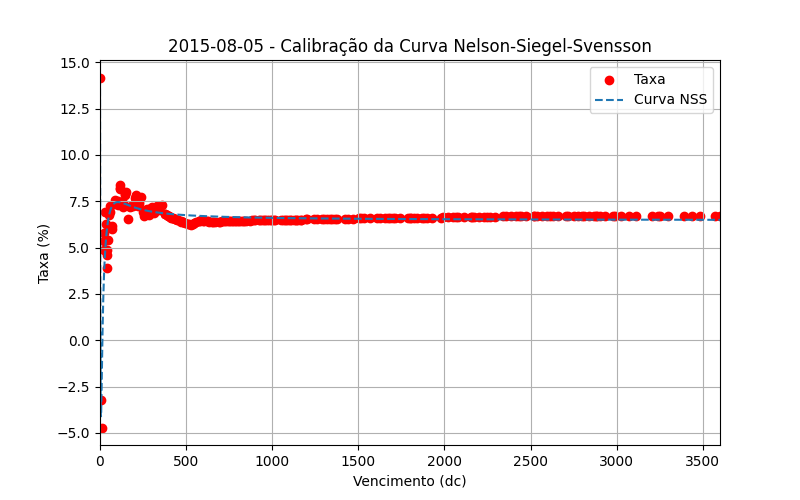 2015-08-05 - Calibração da Curva Nelson-Siegel-Svensson
Taxa (%)
15.0
12.5
10.0
7.5
5.0
2.5
0.0
−2.5
−5.0
Taxa
Curva NSS
0 500 1000 1500 2000 2500 3000 3500
Vencimento (dc)